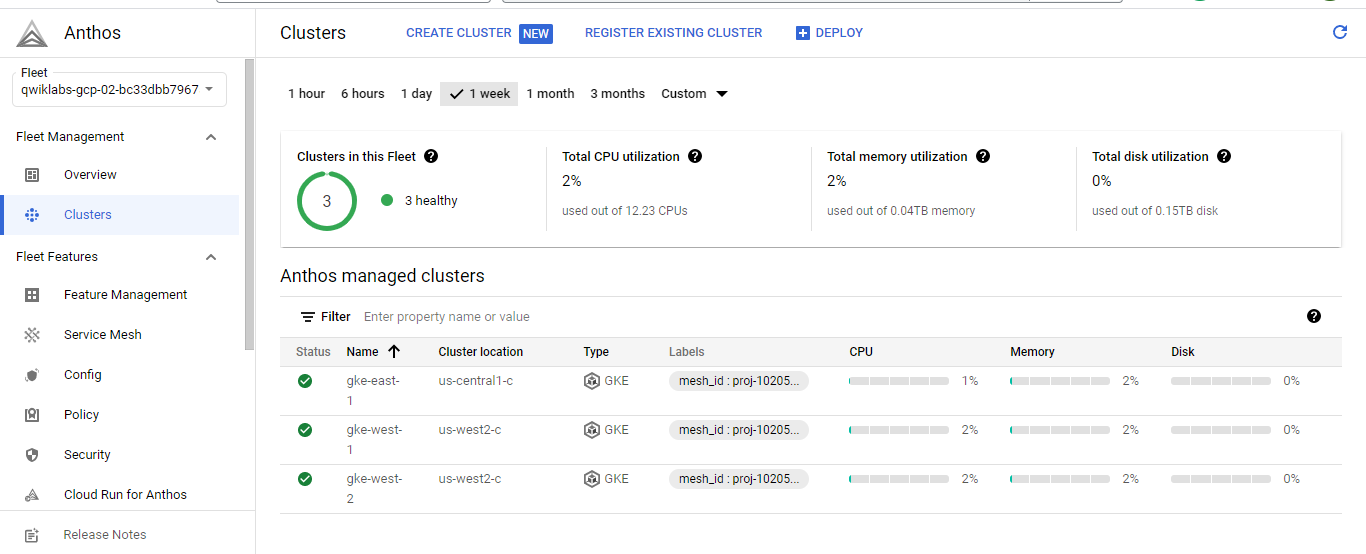 Anthos
Clusters
CREATE CLUSTER NEW
REGISTER EXISTING CLUSTER
DEPLOY
Fleet
qwiklabs-gcp-02-bc33dbb7967
Fleet Management
Overview
Clusters
Fleet Features
Feature Management
Service Mesh
Config
Policy
Security
Cloud Run for Anthos
Release Notes
1 hour 6 hours 1 day 1 week 1 month 3 months Custom
Clusters in this Fleet ?
3
3 healthy
Total CPU utilization ?
2%
used out of 12.23 CPUs
Total memory utilization ?
2%
used out of 0.04TB memory
Total disk utilization ?
0%
used out of 0.15TB disk
Anthos managed clusters
Filter Enter property name or value ?
Status Name Cluster location Type Labels CPU Memory Disk
gke-east-
1 us-central1-c GKE mesh_id : proj-10205... 1% 2% 0%
gke-west-
1 us-west2-c GKE mesh_id : proj-10205... 2% 2% 0%
gke-west-
2 us-west2-c GKE mesh_id : proj-10205... 2% 2% 0%